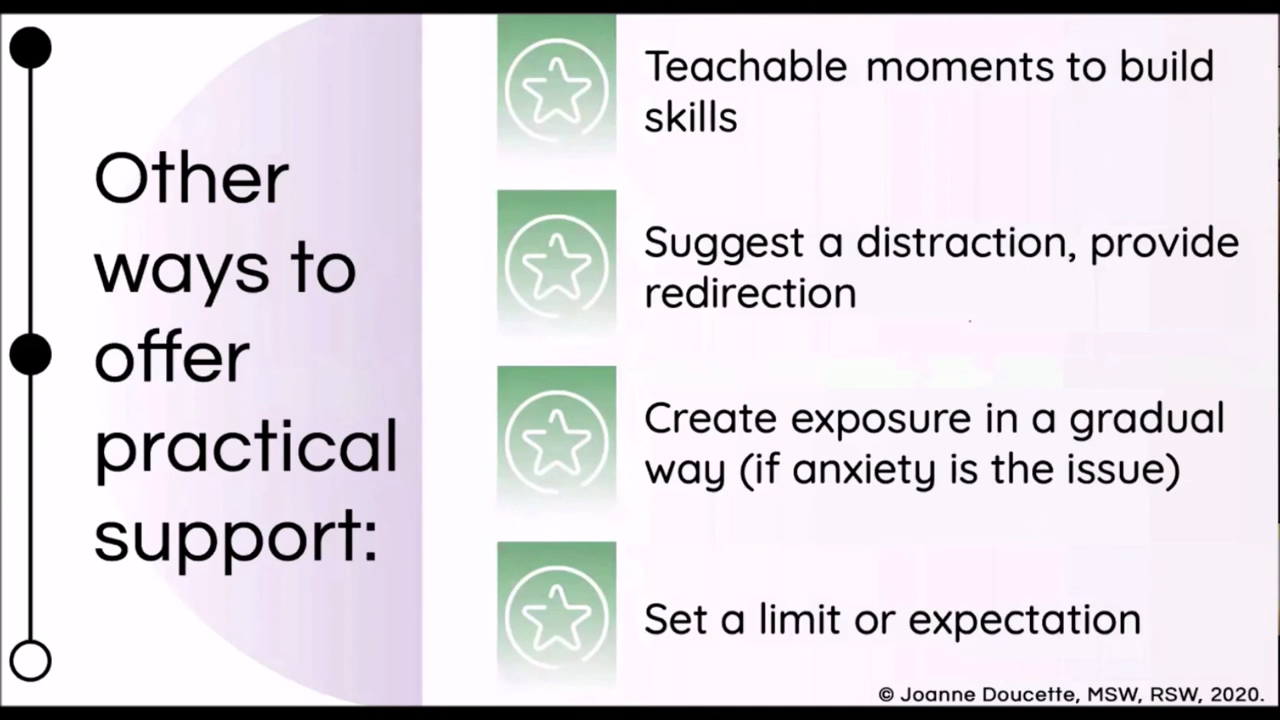 Other
ways to
offer
practical
support:
Teachable moments to build
skills
Suggest a distraction, provide
redirection
Create exposure in a gradual
way (if anxiety is the issue)
Set a limit or expectation
© Joanne Doucette, MSW, RSW, 2020.